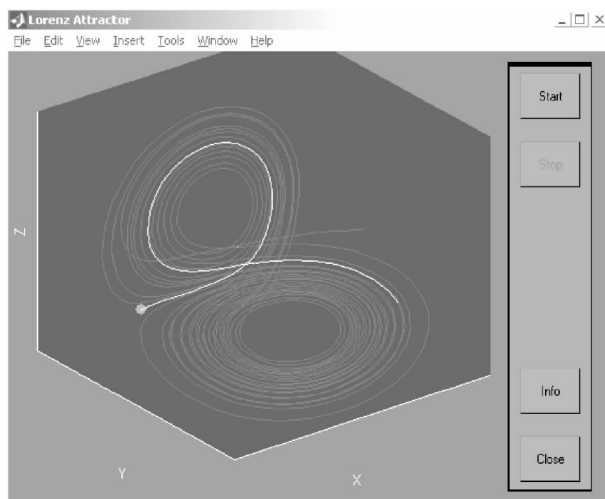 Lorenz Attractor
File Edit View Insert Tools Window Help
Start
Stop
Z
Info
Close
Y
X